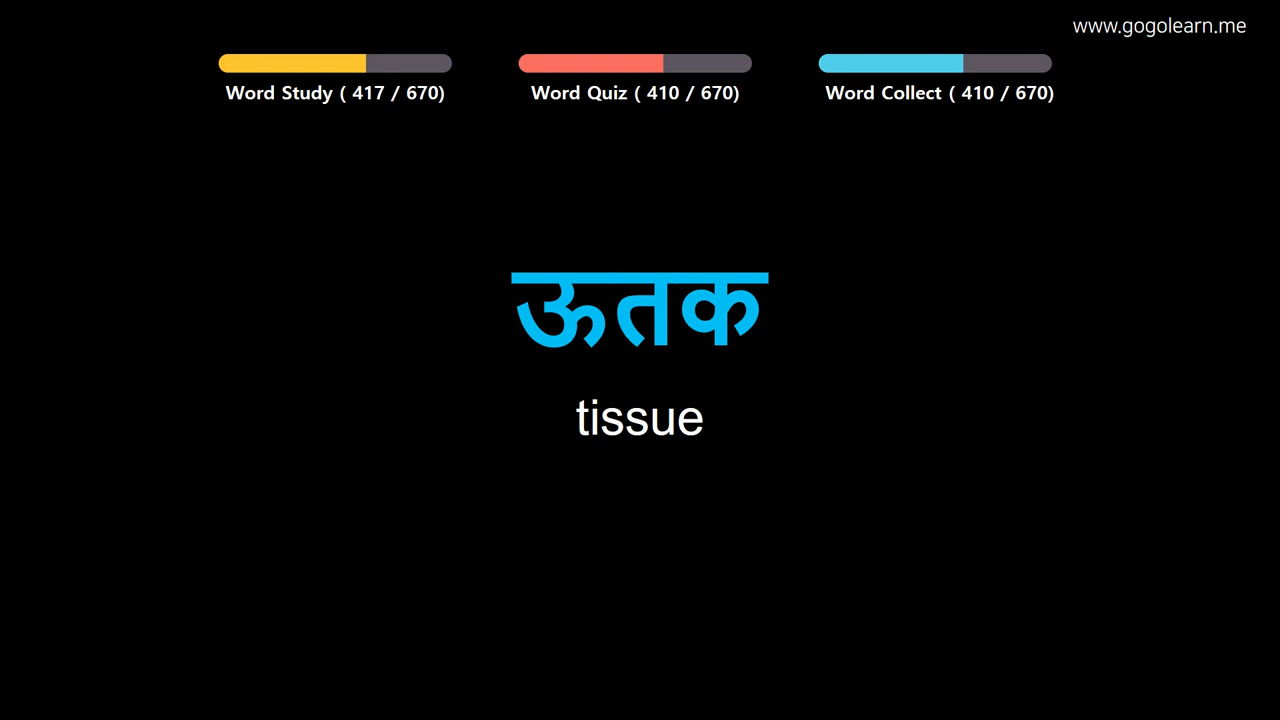 www.gogolearn.me
Word Study ( 417 / 670)
Word Quiz ( 410 / 670)
Word Collect ( 410 / 670)
ऊतक
tissue